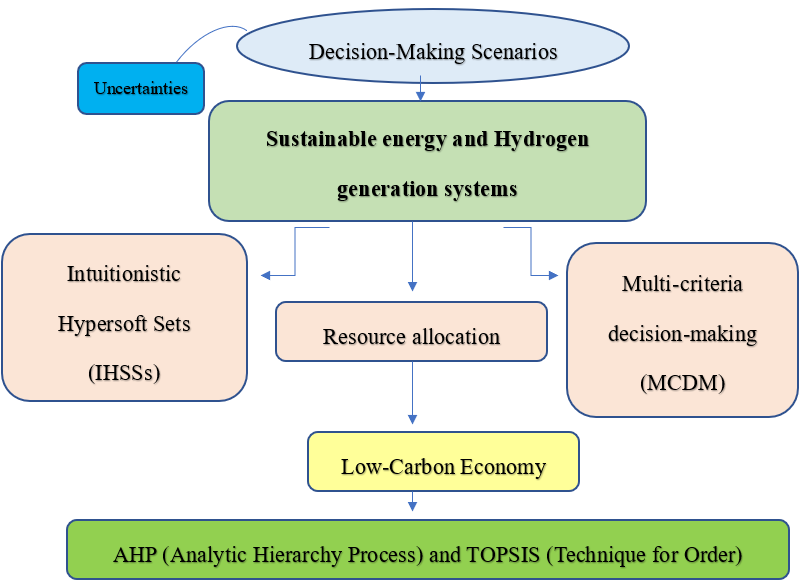 Decision-Making Scenarios
Uncertainties
Sustainable energy and Hydrogen
generation systems
Intuitionistic
Hypersoft Sets
(IHSSs)
Resource allocation
Multi-criteria
decision-making
(MCDM)
Low-Carbon Economy
AHP (Analytic Hierarchy Process) and TOPSIS (Technique for Order)